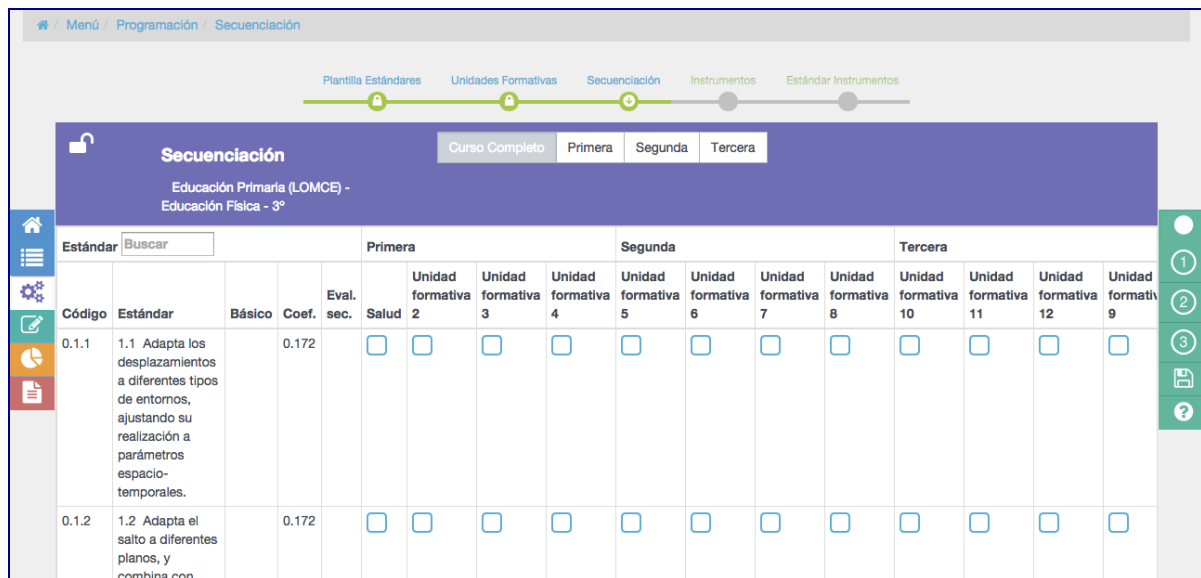 / Menú / Programación / Secuenciación
Plantilla Estándares Unidades Formativas Secuenciación Instrumentos Estándar Instrumentos
Secuenciación
Curso Completo Primera Segunda Tercera
Educación Primaria (LOMCE) -
Educación Física - 3º
Estándar Buscar Primera Segunda Tercera
Código Estándar Básico Coef. Eval. sec. Salud Unidad formativa 2 Unidad formativa 3 Unidad formativa 4 Unidad formativa 5 Unidad formativa 6 Unidad formativa 7 Unidad formativa 8 Unidad formativa 10 Unidad formativa 11 Unidad formativa 12 Unidad formativ 9
0.1.1 1.1 Adapta los 0.172
desplazamientos
a diferentes tipos
de entornos,
ajustando su
realización a
parámetros
espacio-
temporales.
0.1.2 1.2 Adapta el 0.172
salto a diferentes
planos, y
combina con
1
2
3
?